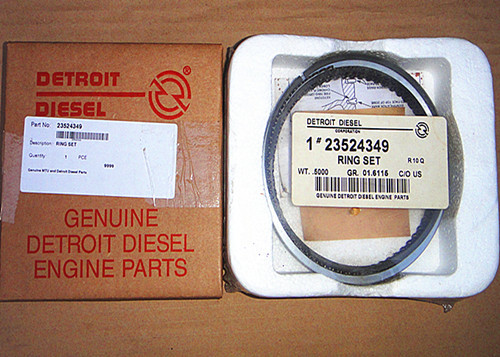 DETROIT
DIESEL
Part No: 23524349
Description: RING SET
Quantity 1 PCE
Genuine MTU and Detroit Diesel Parts
GENUINE
DETROIT DIESEL
ENGINE PARTS
DETROIT DIESEL
CORPORATION
1# 23524349
RING SET R 10 Q
WT. .5000 GR. 01.6115 C/O US
GENUINE DETROIT DIESEL ENGINE PARTS